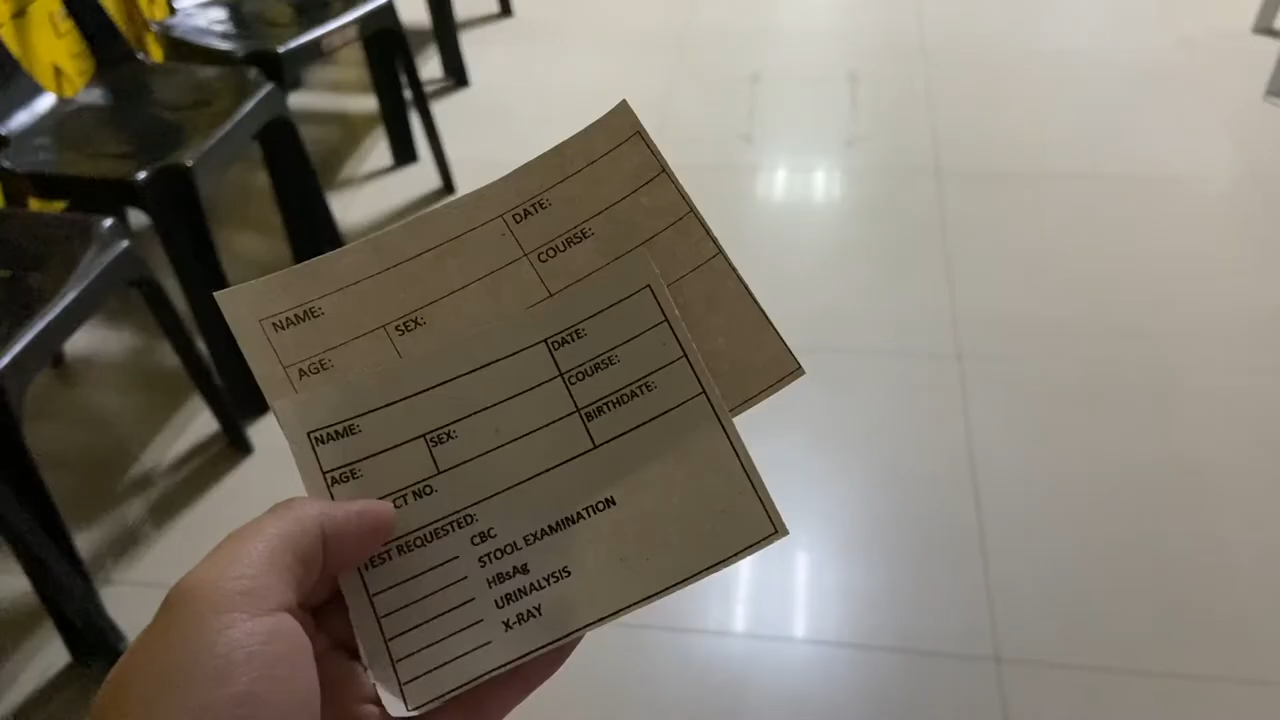 NAME:
DATE:
AGE:
SEX:
COURSE:
NAME:
DATE:
AGE:
SEX:
COURSE:
CT NO.
BIRTHDATE:
TEST REQUESTED:
CBC
STOOL EXAMINATION
HBsAg
URINALYSIS
X-RAY